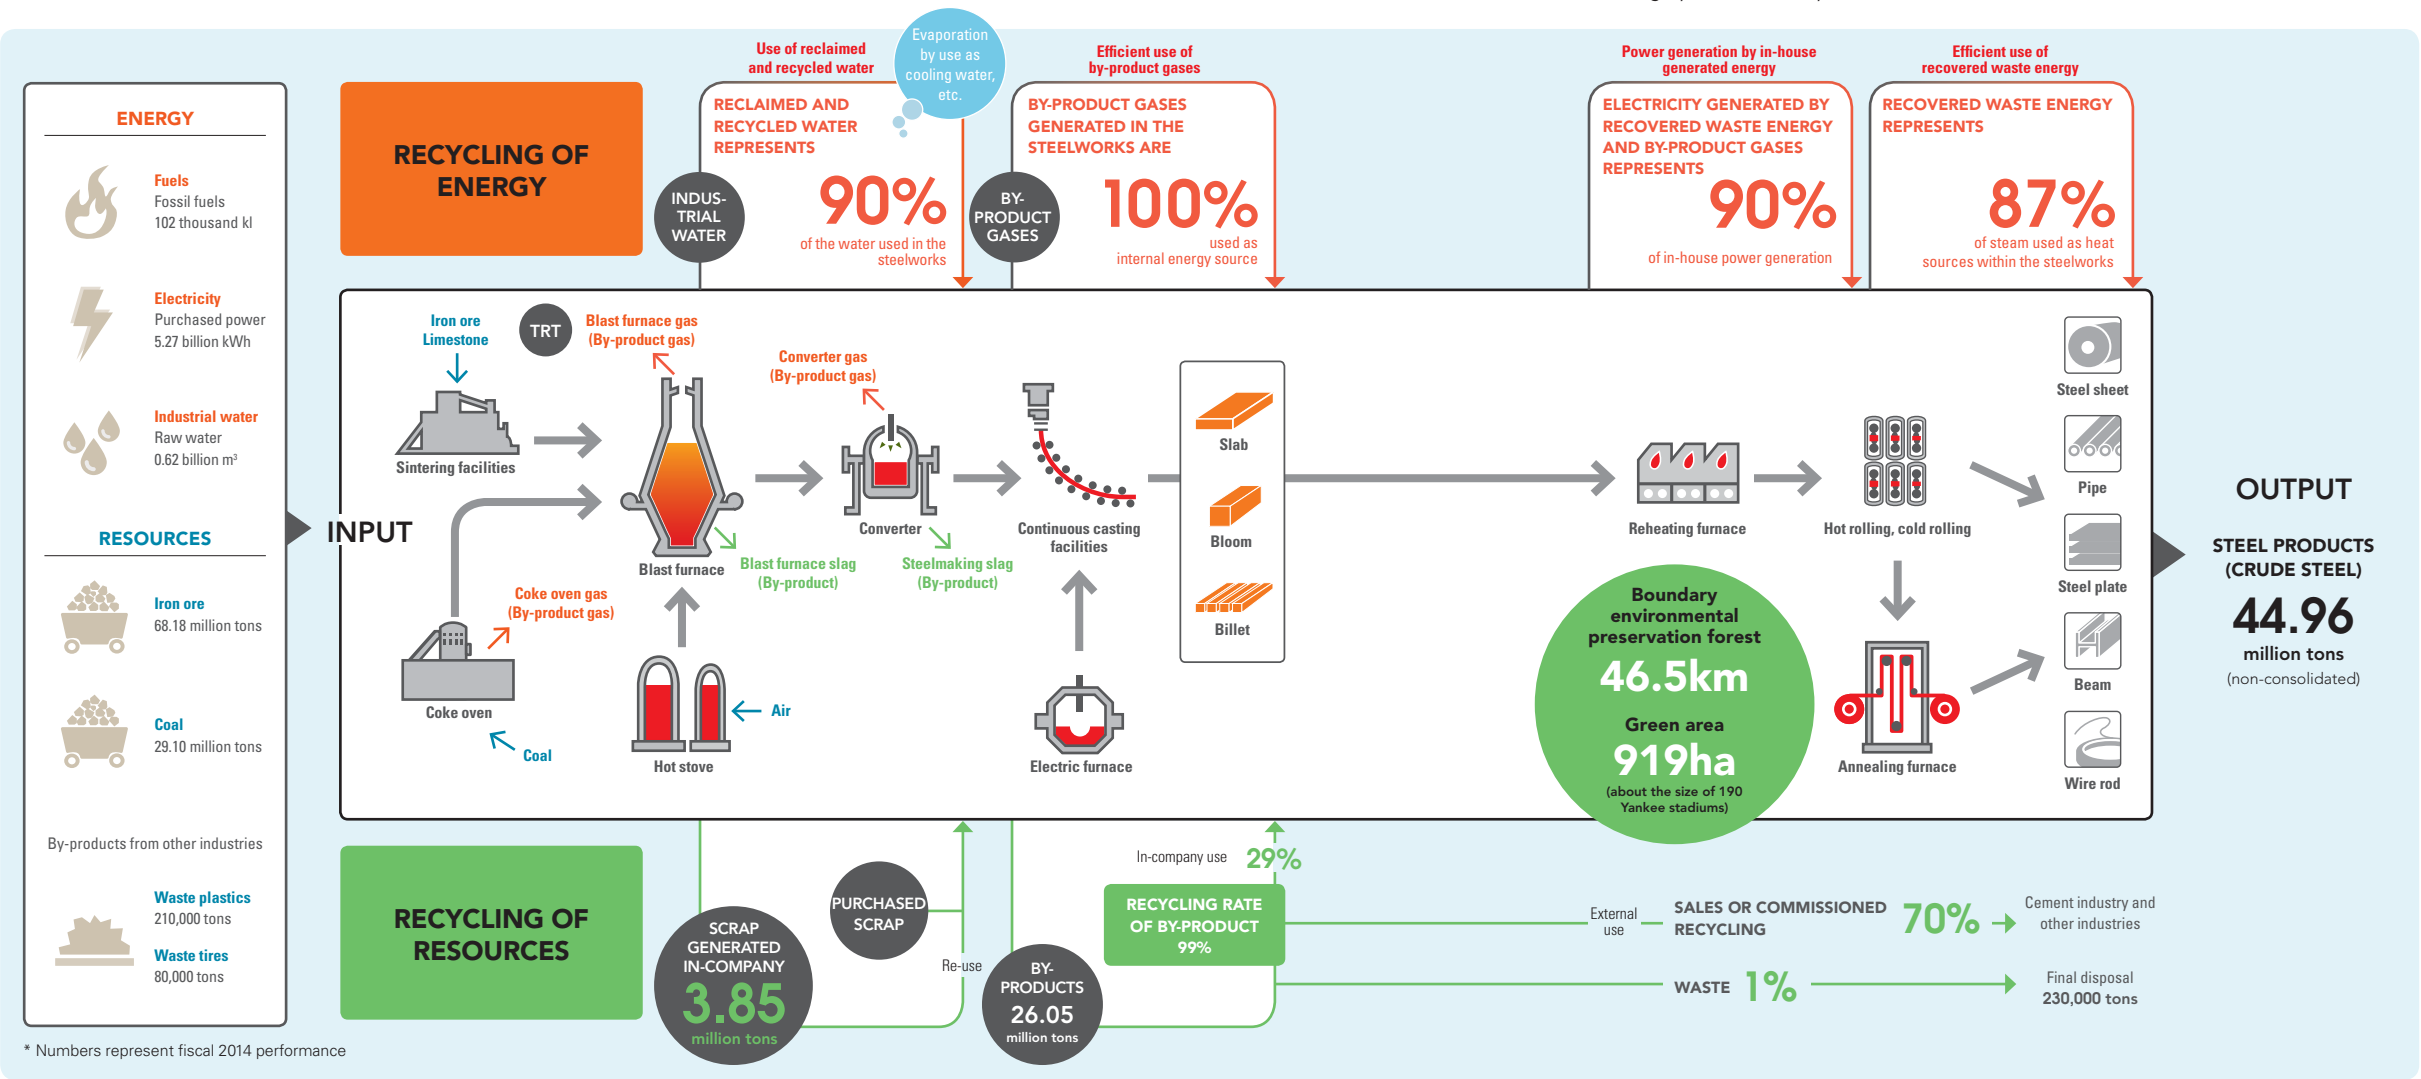 ENERGY
Fuels
Fossil fuels
102 thousand kl
Electricity
Purchased power
5.27 billion kWh
Industrial water
Raw water
0.62 billion m³
RESOURCES
Iron ore
68.18 million tons
Coal
29.10 million tons
By-products from other industries
Waste plastics
210,000 tons
Waste tires
80,000 tons
* Numbers represent fiscal 2014 performance
INPUT
RECYCLING OF
ENERGY
Use of reclaimed
and recycled water
Evaporation
by use as
cooling water,
etc.
RECLAIMED AND
RECYCLED WATER
REPRESENTS
INDUS-
TRIAL
WATER
90%
of the water used in the
steelworks
Efficient use of
by-product gases
BY-PRODUCT GASES
GENERATED IN THE
STEELWORKS ARE
BY-
PRODUCT
GASES
100%
used as
internal energy source
Power generation by in-house
generated energy
ELECTRICITY GENERATED BY
RECOVERED WASTE ENERGY
AND BY-PRODUCT GASES
REPRESENTS
90%
of in-house power generation
Efficient use of
recovered waste energy
RECOVERED WASTE ENERGY
REPRESENTS
87%
of steam used as heat
sources within the steelworks
Iron ore
Limestone
TRT
Blast furnace gas
(By-product gas)
Converter gas
(By-product gas)
Sintering facilities
Coke oven gas
(By-product gas)
Coke oven
Coal
Blast furnace
Blast furnace slag
(By-product)
Hot stove
Air
Converter
Steelmaking slag
(By-product)
Continuous casting
facilities
Electric furnace
Slab
Bloom
Billet
Reheating furnace
Hot rolling, cold rolling
Annealing furnace
Boundary
environmental
preservation forest
46.5km
Green area
919ha
(about the size of 190
Yankee stadiums)
Steel sheet
Pipe
Steel plate
Beam
Wire rod
OUTPUT
STEEL PRODUCTS
(CRUDE STEEL)
44.96
million tons
(non-consolidated)
RECYCLING OF
RESOURCES
SCRAP
GENERATED
IN-COMPANY
3.85
million tons
PURCHASED
SCRAP
Re-use
BY-
PRODUCTS
26.05
million tons
In-company use 29%
RECYCLING RATE
OF BY-PRODUCT
99%
External
use
SALES OR COMMISSIONED
RECYCLING
70%
Cement industry and
other industries
WASTE 1%
Final disposal
230,000 tons